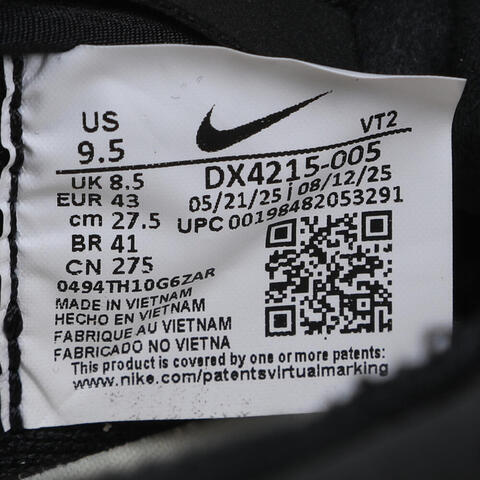 US
9.5
VT2
UK 8.5
EUR 43
cm 27.5
BR 41
CN 275
DX4215-005
05/21/25 | 08/12/25
UPC 00198482053291
0494TH10G6ZAR
MADE IN VIETNAM
HECHO EN VIETNAM
FABRIQUE AU VIETNAM
FABRICADO NO VIETNA
This product is covered by one or more patents:
www.nike.com/patentsvirtualmarking